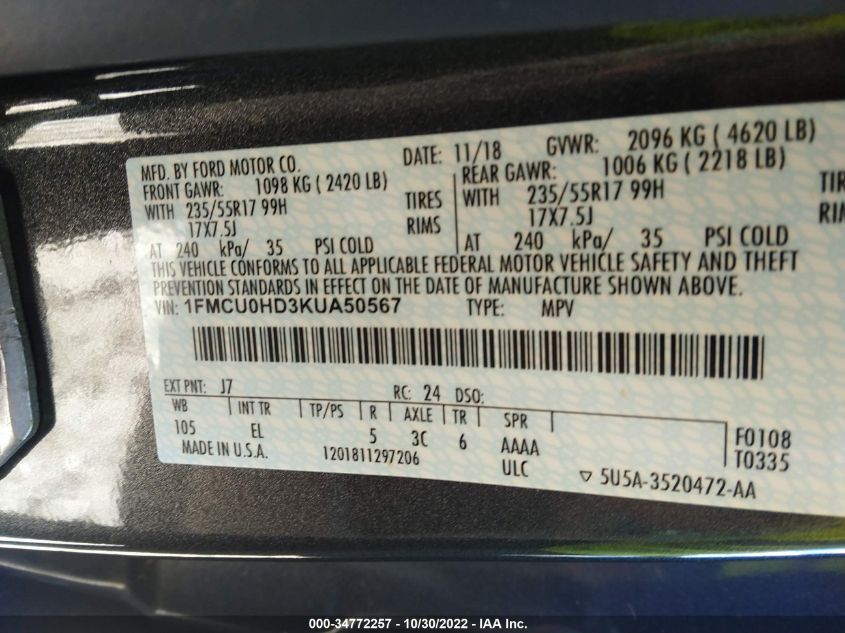 MFD. BY FORD MOTOR CO. DATE: 11/18 GVWR: 2096 KG ( 4620 LB)
FRONT GAWR: 1098 KG ( 2420 LB) REAR GAWR: 1006 KG ( 2218 LB)
WITH 235/55R17 99H TIRES WITH 235/55R17 99H
17X7.5J RIMS 17X7.5J
AT 240 kPa/ 35 PSI COLD AT 240 kPa/ 35 PSI COLD
THIS VEHICLE CONFORMS TO ALL APPLICABLE FEDERAL MOTOR VEHICLE SAFETY AND THEFT
PREVENTION STANDARDS IN EFFECT ON THE DATE OF MANUFACTURE SHOWN ABOVE.
VIN: 1FMCU0HD3KUA50567 TYPE: MPV
EXT PNT: J7 RC: 24 DSO:
WB INT TR TP/PS R AXLE TR SPR
105 EL 5 3C 6 AAAA F0108
MADE IN U.S.A. 1201811297206 ULC T0335
▽ 5U5A-3520472-AA
000-34772257 - 10/30/2022 - IAA Inc.